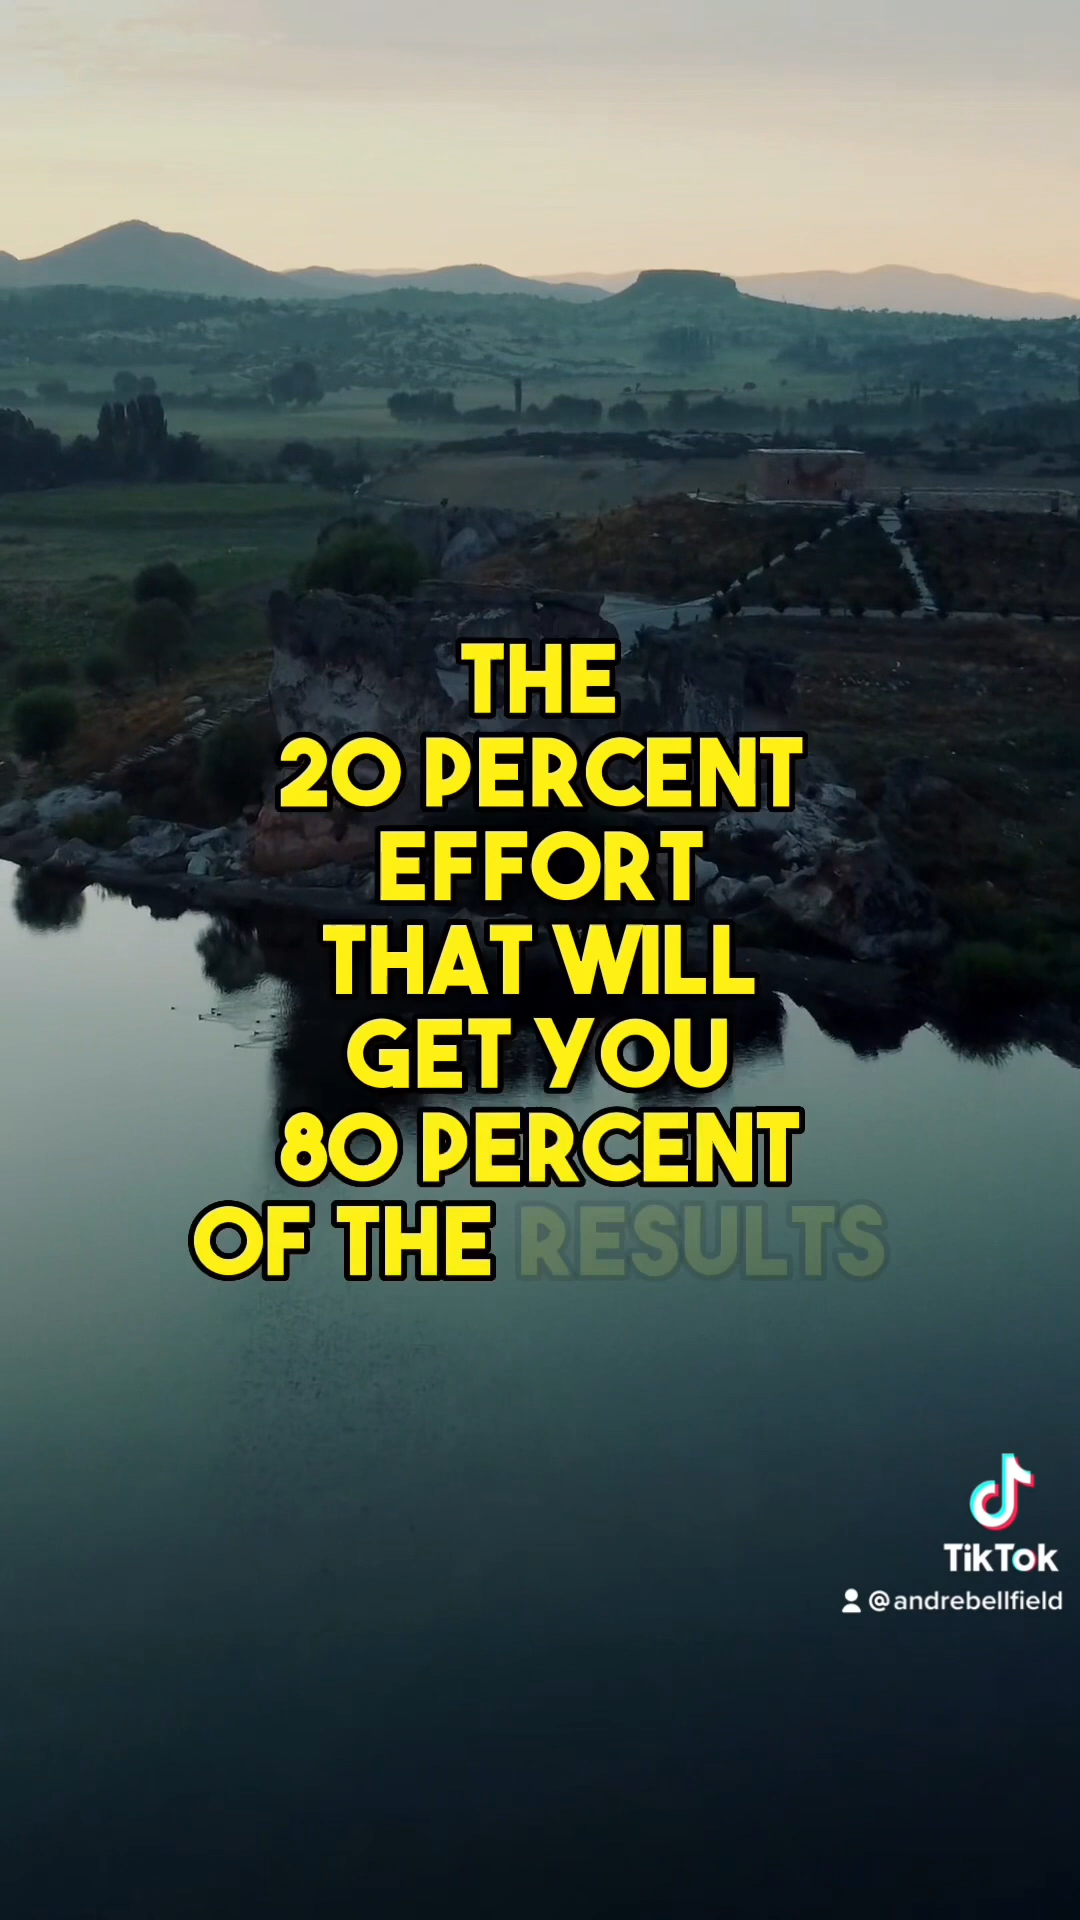 THE
20 PERCENT
EFFORT
THAT WILL
GET YOU
80 PERCENT
OF THE RESULTS
TikTok
@andrebellfield